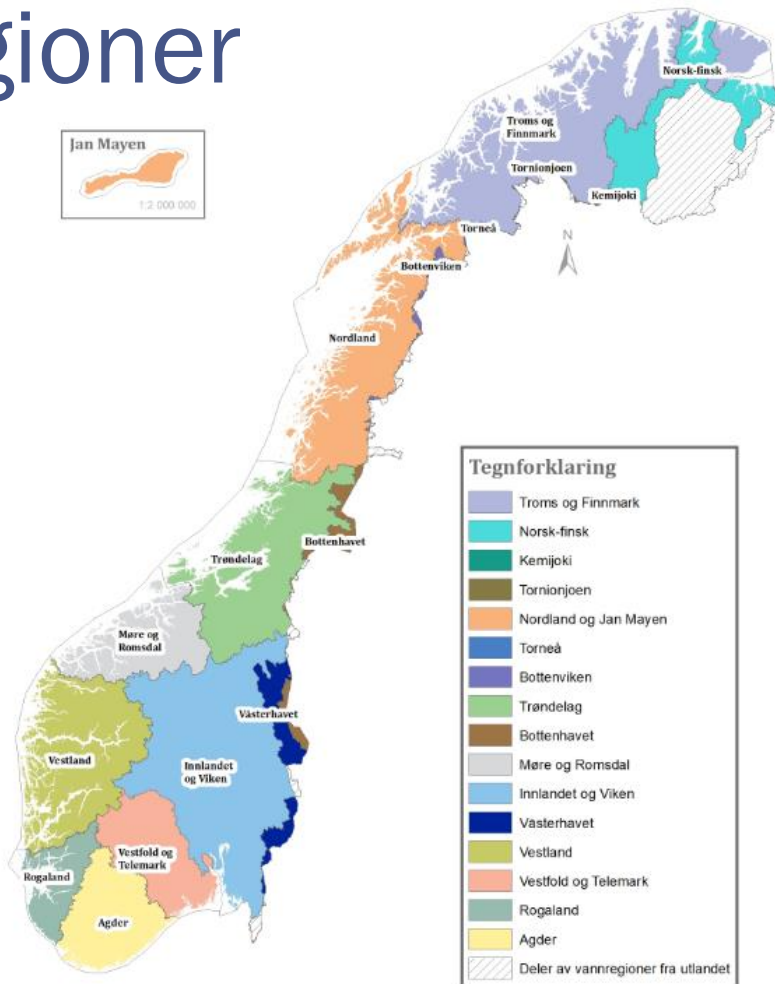 gioner
Jan Mayen
1:2 000 000
Norsk-finsk
Troms og
Finnmark
Tornionjoen
Kemijoki
Torneå
N
Bottenviken
Nordland
Bottenhavet
Trøndelag
Møre og
Romsdal
Västerhavet
Vestland
Innlandet
og Viken
Vestfold og
Telemark
Rogaland
Agder
Tegnforklaring
Troms og Finnmark
Norsk-finsk
Kemijoki
Tornionjoen
Nordland og Jan Mayen
Torneå
Bottenviken
Trøndelag
Bottenhavet
Møre og Romsdal
Innlandet og Viken
Västerhavet
Vestland
Vestfold og Telemark
Rogaland
Agder
Deler av vannregioner fra utlandet